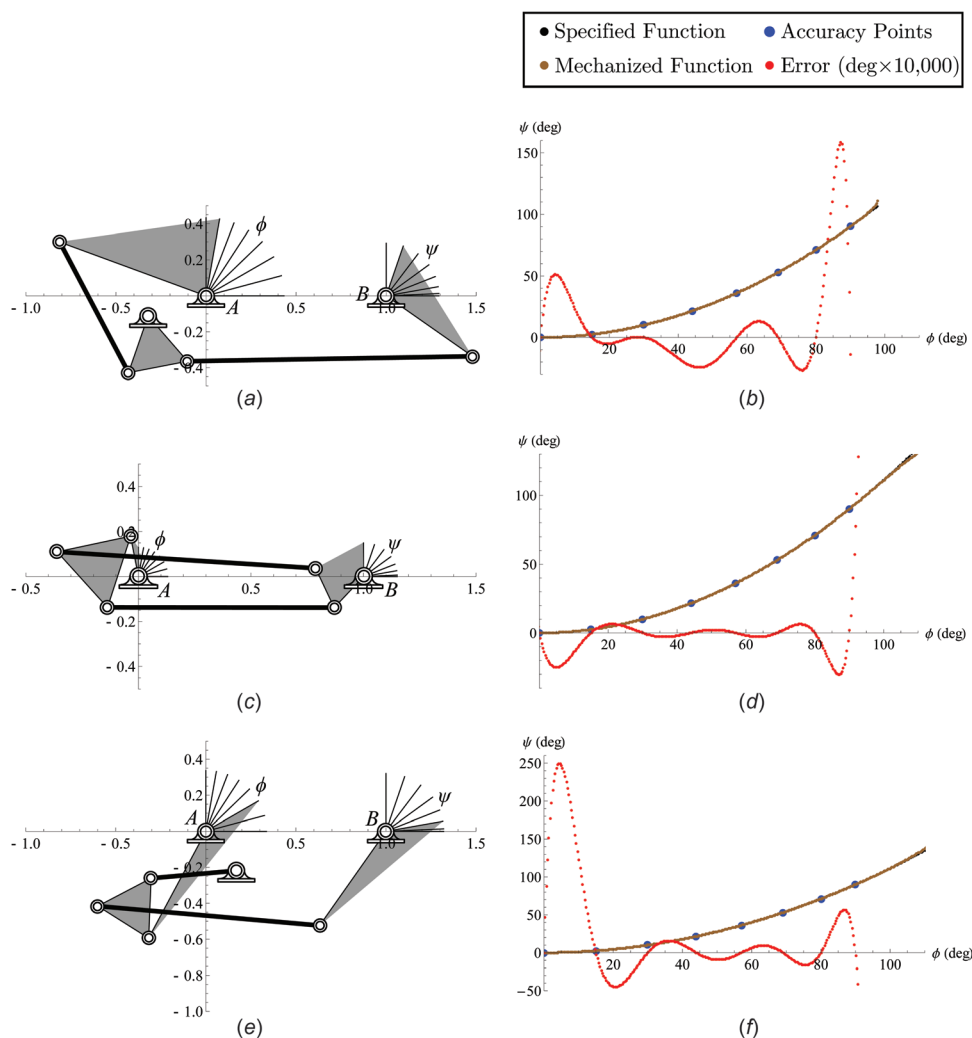 Specified Function
Accuracy Points
Mechanized Function
Error (deg×10,000)
0.4
0.2
- 1.0
- 0.5
0.5
1.0
1.5
- 0.2
- 0.4
ϕ
ψ
A
B
(a)
ψ (deg)
150
100
50
0
20
40
60
80
100
ϕ (deg)
(b)
0.4
0.2
- 0.5
0.5
1.0
1.5
- 0.2
- 0.4
ϕ
ψ
A
B
(c)
ψ (deg)
100
50
0
20
40
60
80
100
ϕ (deg)
(d)
0.4
0.2
- 1.0
- 0.5
0.5
1.0
1.5
- 0.2
- 0.4
- 0.6
- 0.8
- 1.0
ϕ
ψ
A
B
(e)
ψ (deg)
250
200
150
100
50
0
-50
20
40
60
80
100
ϕ (deg)
(f)